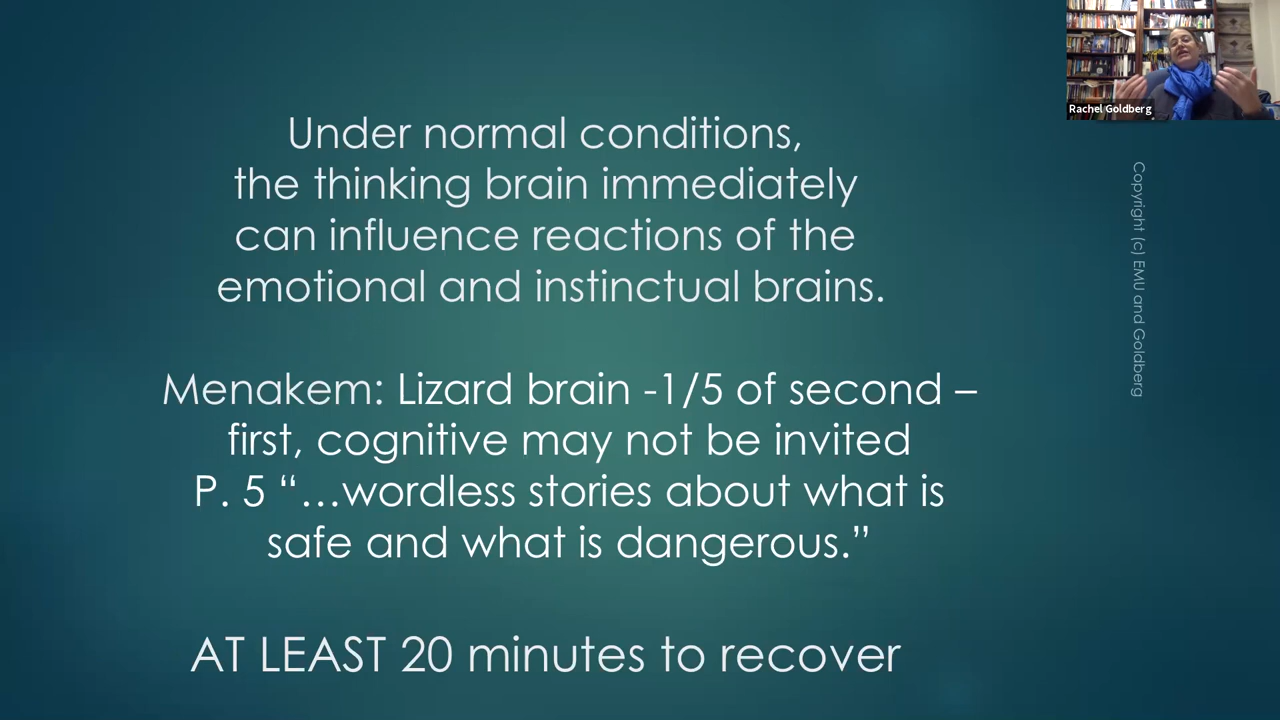 Under normal conditions,
the thinking brain immediately
can influence reactions of the
emotional and instinctual brains.
Menakem: Lizard brain -1/5 of second –
first, cognitive may not be invited
P. 5 “…wordless stories about what is
safe and what is dangerous.”
AT LEAST 20 minutes to recover
Rachel Goldberg
Copyright (c) EMU and Goldberg